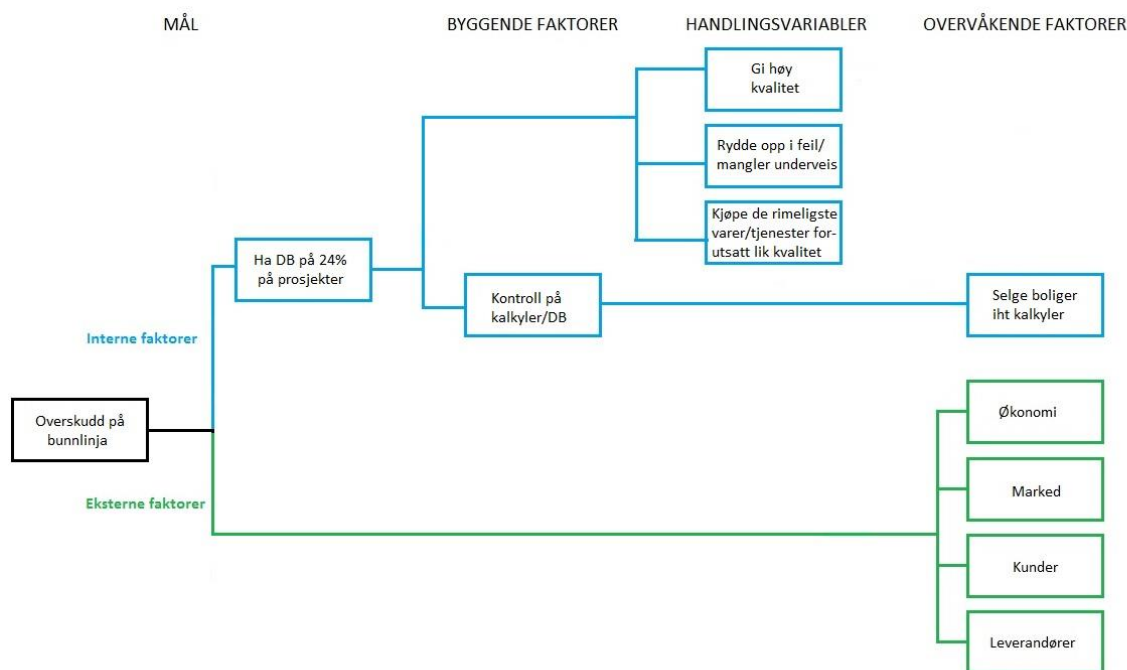 MÅL
BYGGENDE FAKTORER
HANDLINGSVARIABLER
OVERVÅKENDE FAKTORER
Gi høy
kvalitet
Rydde opp i feil/
mangler underveis
Kjøpe de rimeligste
varer/tjenester for-
utsatt lik kvalitet
Ha DB på 24%
på prosjekter
Kontroll på
kalkyler/DB
Selge boliger
iht kalkyler
Interne faktorer
Overskudd på
bunnlinja
Eksterne faktorer
Økonomi
Marked
Kunder
Leverandører